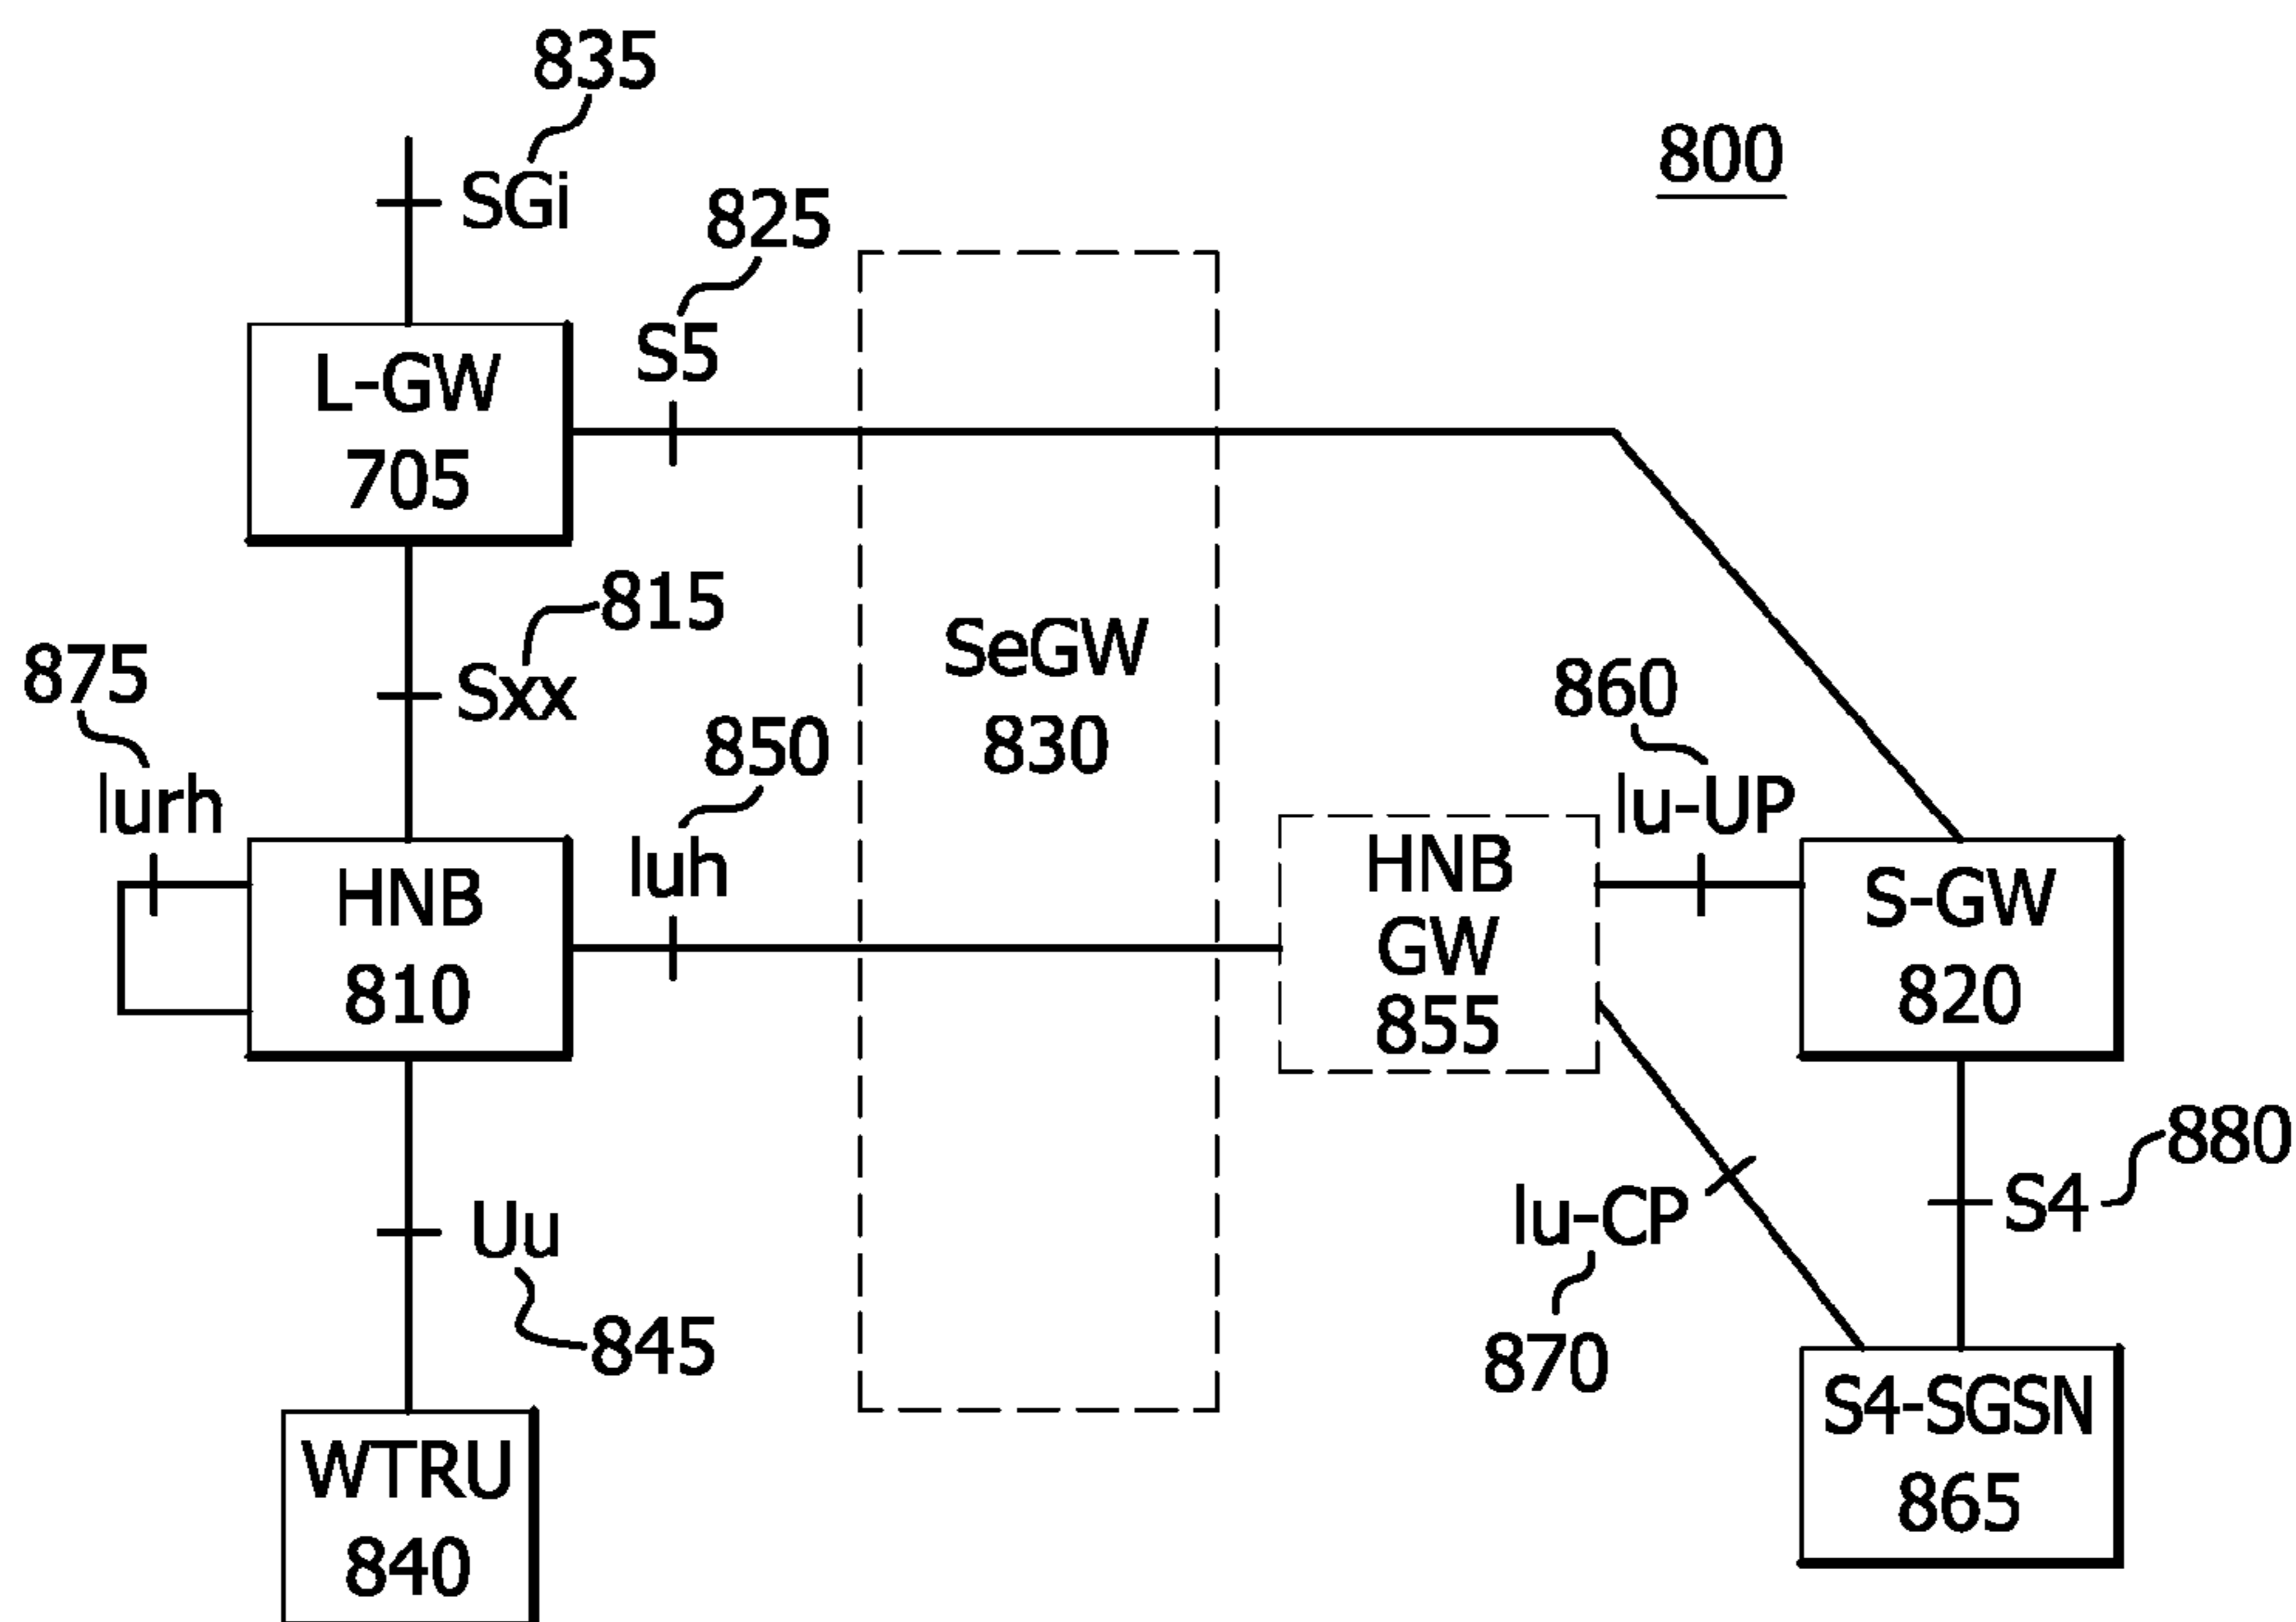 835
800
SGi
825
S5
L-GW
705
815
SeGW
830
875
Sxx
860
850
Iurh
Iu-UP
Iuh
HNB
810
HNB
GW
855
S-GW
820
880
S4
Uu
Iu-CP
845
870
S4-SGSN
865
WTRU
840